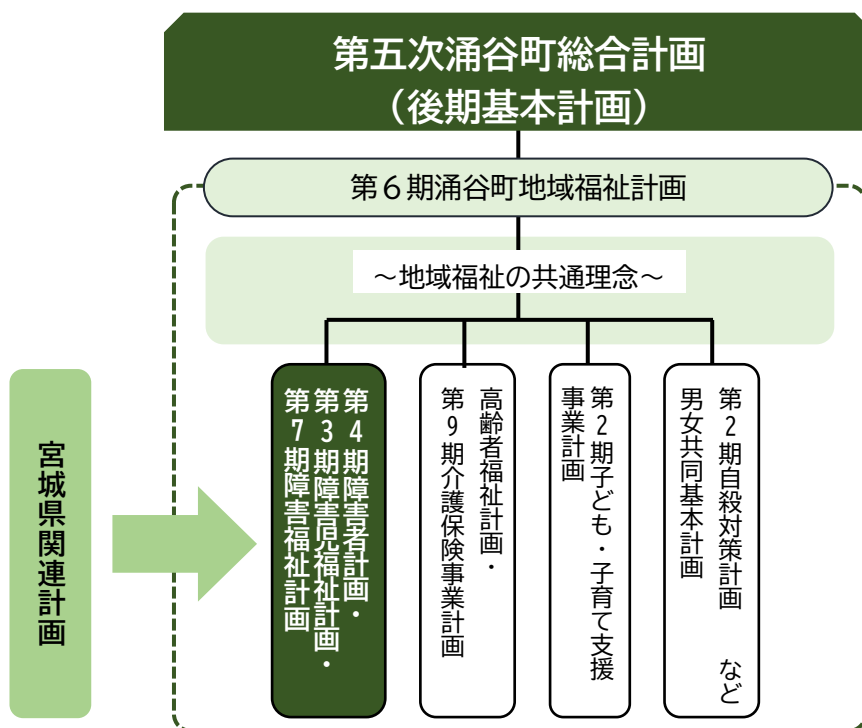 第五次涌谷町総合計画
（後期基本計画）
第６期涌谷町地域福祉計画
～地域福祉の共通理念～
宮城県関連計画
第4期障害者計画・
第3期障害児福祉計画・
第7期障害福祉計画
高齢者福祉計画・
第9期介護保険事業計画
第2期子ども・子育て支援
事業計画
第2期自殺対策計画　など
男女共同基本計画